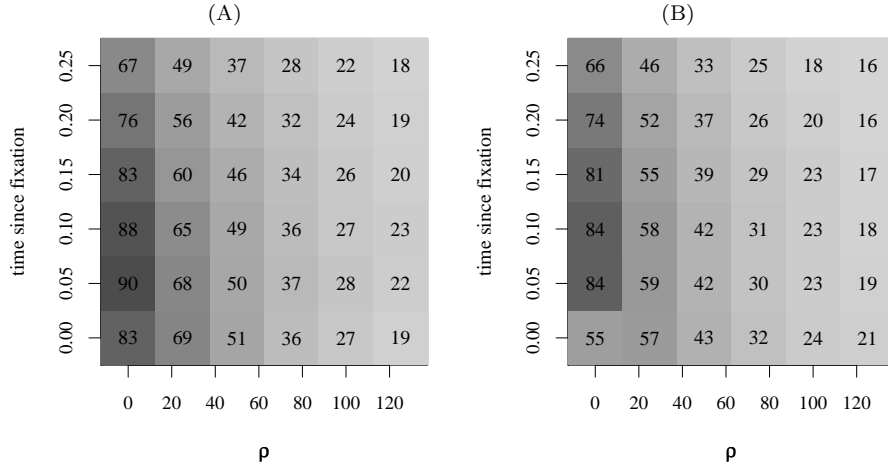 (A)
(B)
0.25 67 49 37 28 22 18
0.20 76 56 42 32 24 19
0.15 83 60 46 34 26 20
0.10 88 65 49 36 27 23
0.05 90 68 50 37 28 22
0.00 83 69 51 36 27 19
time since fixation
0 20 40 60 80 100 120
ρ
0.25 66 46 33 25 18 16
0.20 74 52 37 26 20 16
0.15 81 55 39 29 23 17
0.10 84 58 42 31 23 18
0.05 84 59 42 30 23 19
0.00 55 57 43 32 24 21
time since fixation
0 20 40 60 80 100 120
ρ